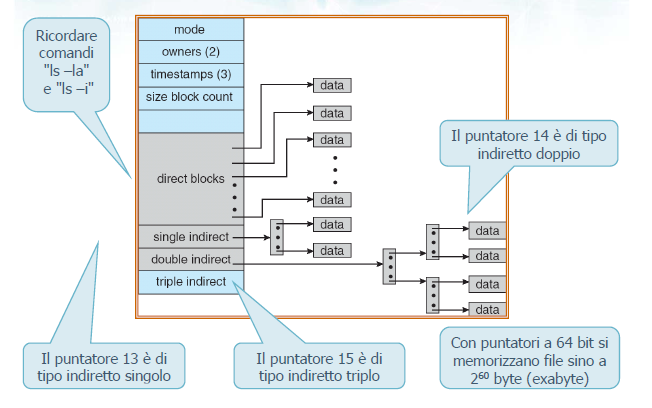 Ricordare
comandi
"ls –la"
e "ls –i"
mode
owners (2)
timestamps (3)
size block count
direct blocks
single indirect
double indirect
triple indirect
data
data
data
data
data
data
data
data
data
data
Il puntatore 14 è di tipo
indiretto doppio
Il puntatore 13 è di
tipo indiretto singolo
Il puntatore 15 è di
tipo indiretto triplo
Con puntatori a 64 bit si
memorizzano file sino a
2⁶⁰ byte (exabyte)